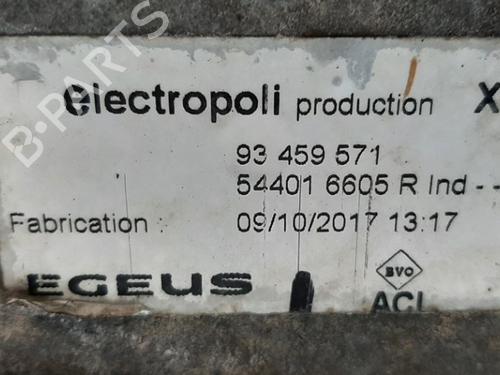 B-PARTS
electropoli production X
93 459 571
54401 6605 R Ind - -
Fabrication : 09/10/2017 13:17
EGEUS
BVO
ACI